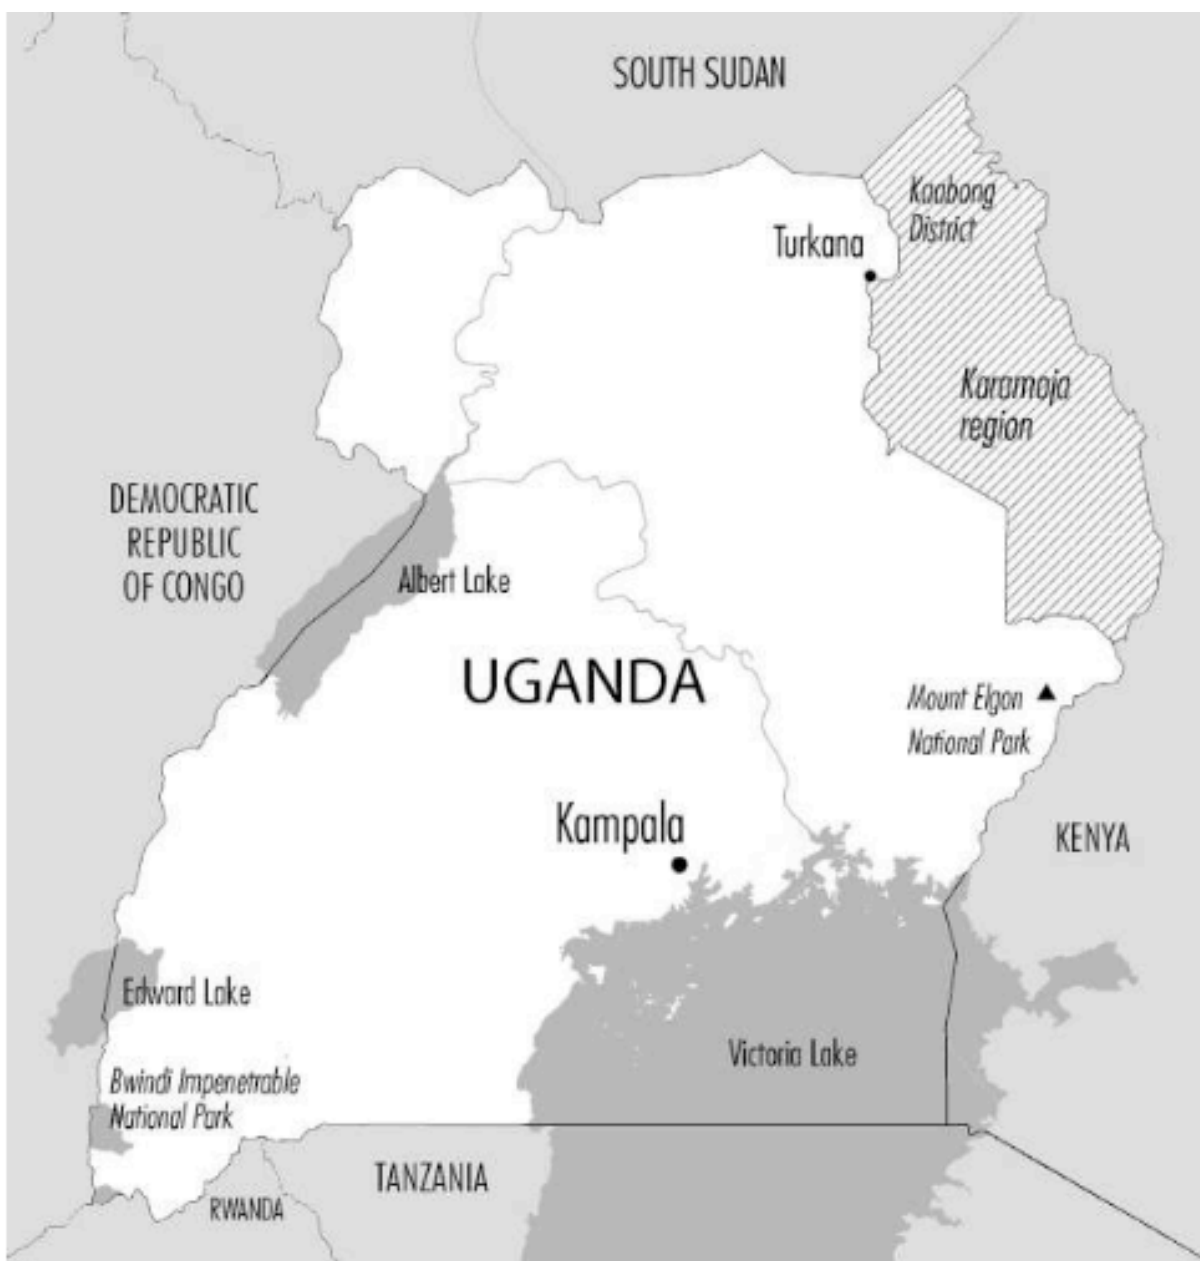 SOUTH SUDAN
Kaabong
District
Turkana
Karamoja
region
DEMOCRATIC
REPUBLIC
OF CONGO
Albert Lake
UGANDA
Mount Elgon
National Park
Kampala
KENYA
Edward Lake
Victoria Lake
Bwindi Impenetrable
National Park
TANZANIA
RWANDA